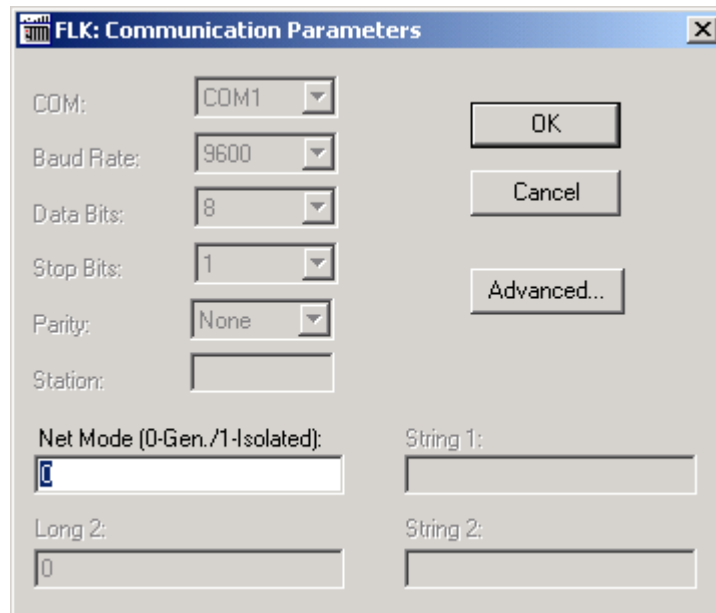 FLK: Communication Parameters
COM: COM1
OK
Baud Rate: 9600
Data Bits: 8
Cancel
Stop Bits: 1
Advanced...
Parity: None
Station:
Net Mode (0-Gen./1-Isolated): String 1:
0
Long 2: String 2:
0